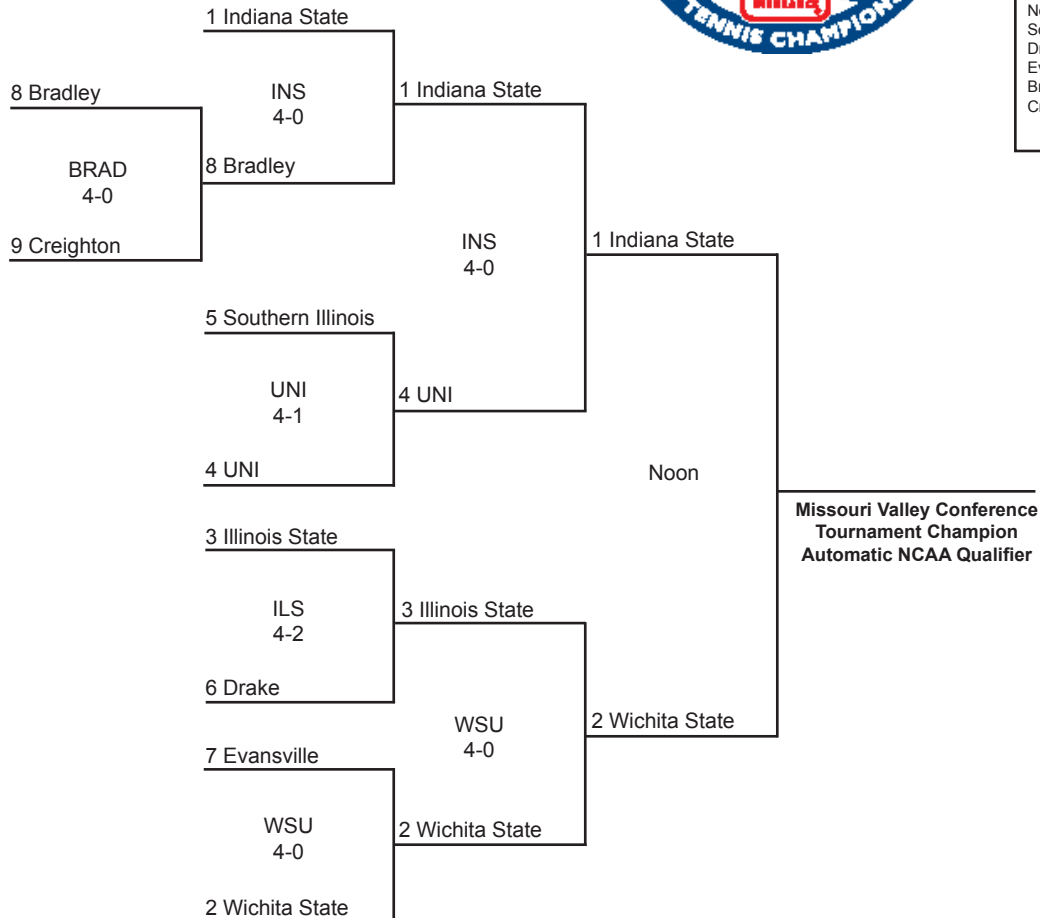 TENNIS CHAMPIONS
1 Indiana State
8 Bradley
INS
4-0
1 Indiana State
BRAD
4-0
8 Bradley
9 Creighton
INS
4-0
1 Indiana State
5 Southern Illinois
UNI
4-1
4 UNI
4 UNI
Noon
Missouri Valley Conference
Tournament Champion
Automatic NCAA Qualifier
3 Illinois State
ILS
4-2
3 Illinois State
6 Drake
WSU
4-0
2 Wichita State
7 Evansville
WSU
4-0
2 Wichita State
2 Wichita State